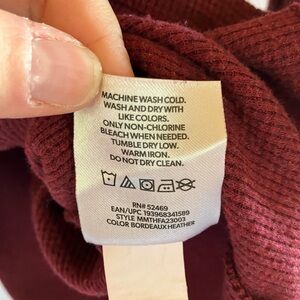 MACHINE WASH COLD.
WASH AND DRY WITH
LIKE COLORS.
ONLY NON-CHLORINE
BLEACH WHEN NEEDED.
TUMBLE DRY LOW.
WARM IRON.
DO NOT DRY CLEAN.
RN# 52469
EAN/UPC 193968341589
STYLE MMTHFA23003
COLOR BORDEAUX HEATHER